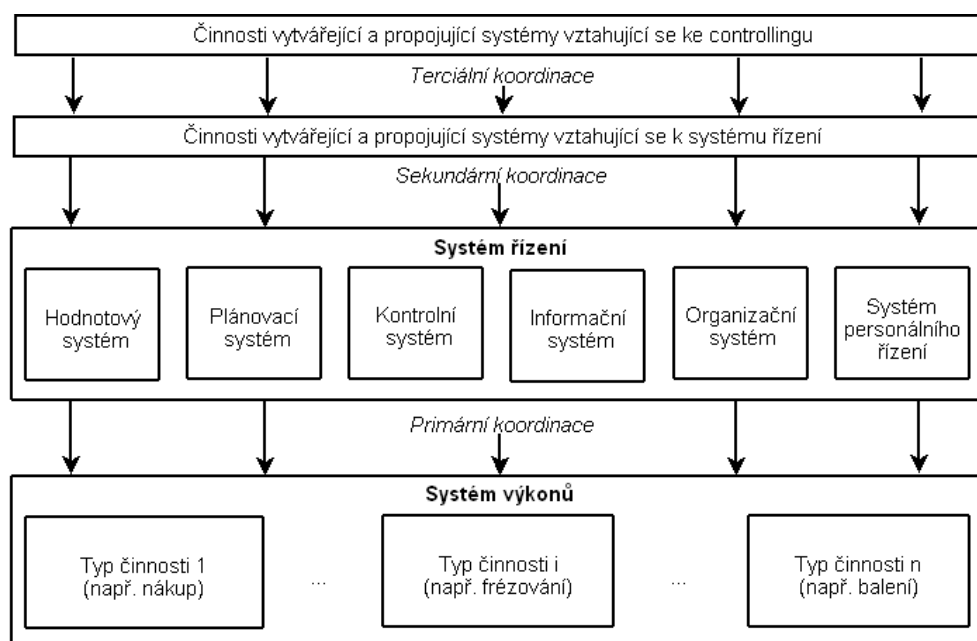 Činnosti vytvářející a propojující systémy vztahující se ke controllingu
Terciální koordinace
Činnosti vytvářející a propojující systémy vztahující se k systému řízení
Sekundární koordinace
Systém řízení
Hodnotový
systém
Plánovací
systém
Kontrolní
systém
Informační
systém
Organizační
systém
Systém
personálního
řízení
Primární koordinace
Systém výkonů
Typ činnosti 1
(např. nákup)
...
Typ činnosti i
(např. frézování)
...
Typ činnosti n
(např. balení)